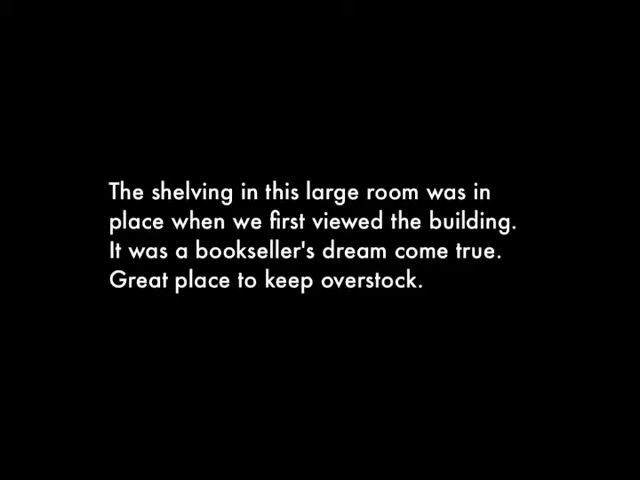 The shelving in this large room was in
place when we first viewed the building.
It was a bookseller's dream come true.
Great place to keep overstock.